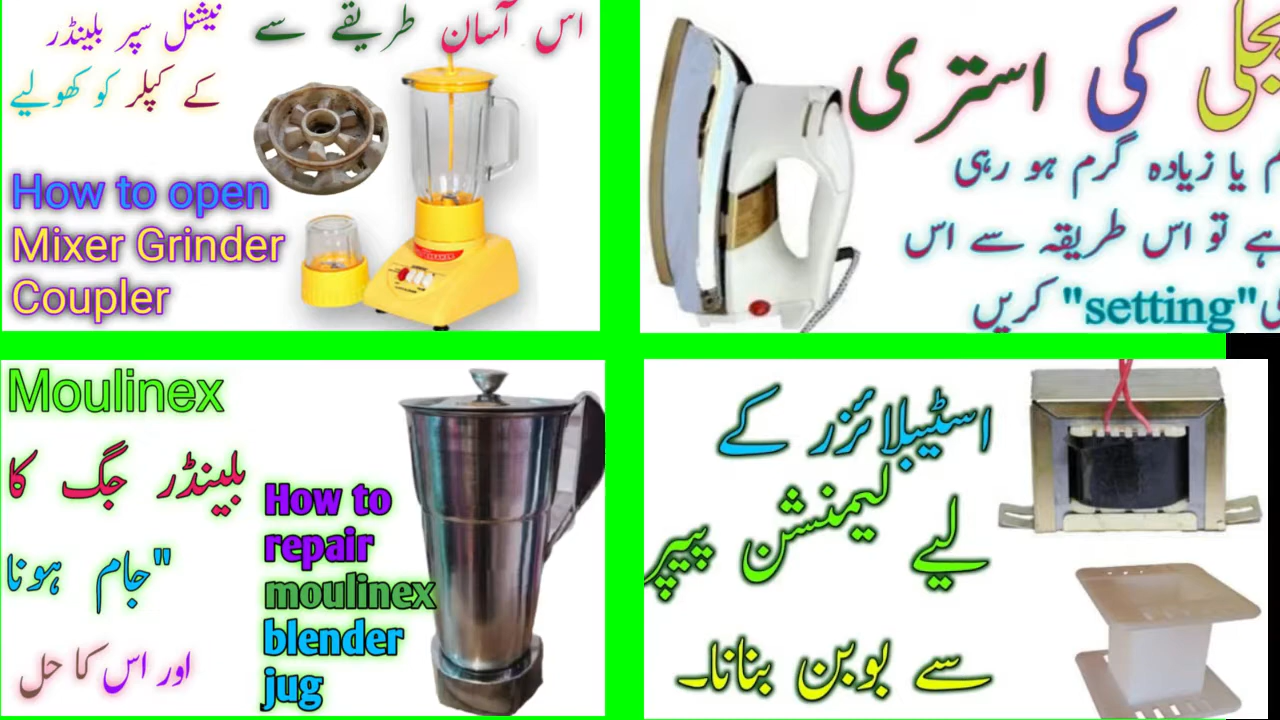 اس آسان طریقے سے
نیشنل سپر بلینڈر
کے کپلر کو کھولیے
How to open
Mixer Grinder
Coupler
بجلی کی استری
یا زیادہ گرم ہو رہی
ہے تو اس طریقہ سے اس
"setting" کریں
Moulinex
بلینڈر جگ کا
"جام ہونا
اور اس کا حل
How to
repair
moulinex
blender
jug
اسٹیبلائزر کے
لیے لیمنشن پیپر
سے بوبن بنانا۔